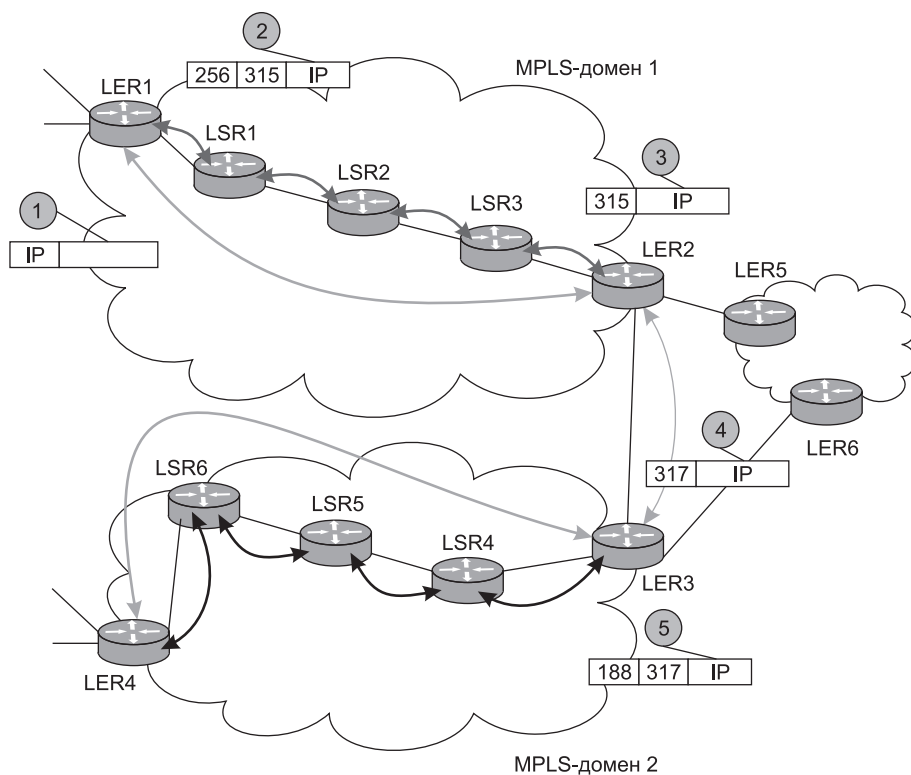 2
256 315 IP
MPLS-домен 1
LER1
LSR1
LSR2
3
315 IP
1
IP
LSR3
LER2
LER5
4
317 IP
LER6
LSR6
LSR5
LSR4
LER3
5
188 317 IP
LER4
MPLS-домен 2